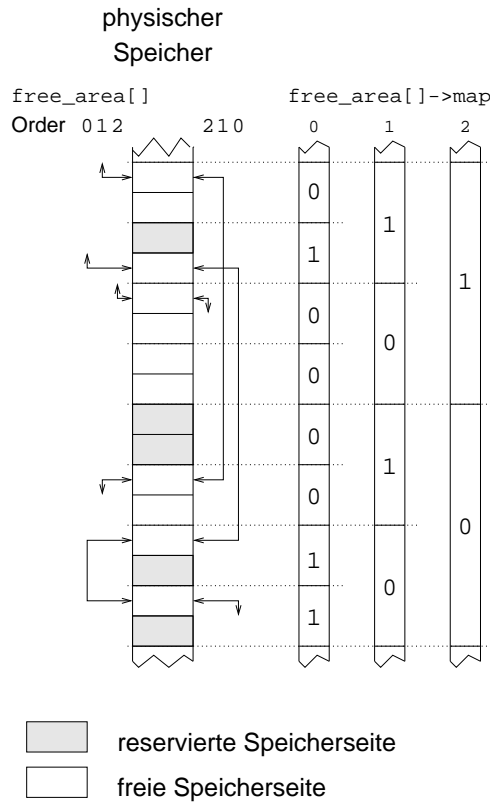 physischer
Speicher
free_area[]
free_area[]->map
Order 0 1 2
2 1 0
0
1
2
0
1
0
0
0
0
1
1
1
0
1
0
1
0
reservierte Speicherseite
freie Speicherseite